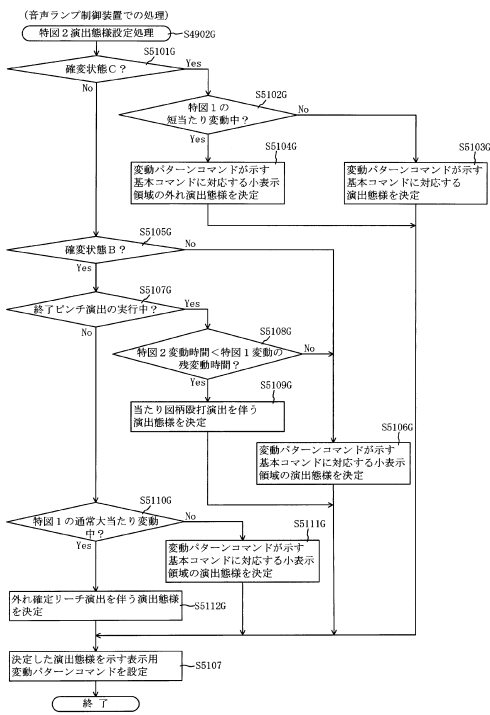 （音声ランプ制御装置での処理）
特図２演出態様設定処理
S4902G
S5101G
確変状態Ｃ？
Yes
No
S5102G
特図１の
短当たり変動中？
No
Yes
S5104G
変動パターンコマンドが示す
基本コマンドに対応する小表示
領域の外れ演出態様を決定
S5103G
変動パターンコマンドが示す
基本コマンドに対応する
演出態様を決定
S5105G
確変状態Ｂ？
No
Yes
S5107G
終了ピンチ演出の実行中？
Yes
No
S5108G
特図２変動時間＜特図１変動の
残変動時間？
No
Yes
S5109G
当たり図柄殴打演出を伴う
演出態様を決定
S5106G
変動パターンコマンドが示す
基本コマンドに対応する小表示
領域の演出態様を決定
S5110G
特図１の通常大当たり変動
中？
No
Yes
S5111G
変動パターンコマンドが示す
基本コマンドに対応する小表示
領域の演出態様を決定
外れ確定リーチ演出を伴う演出態様
を決定
S5112G
決定した演出態様を示す表示用
変動パターンコマンドを設定
S5107
終 了